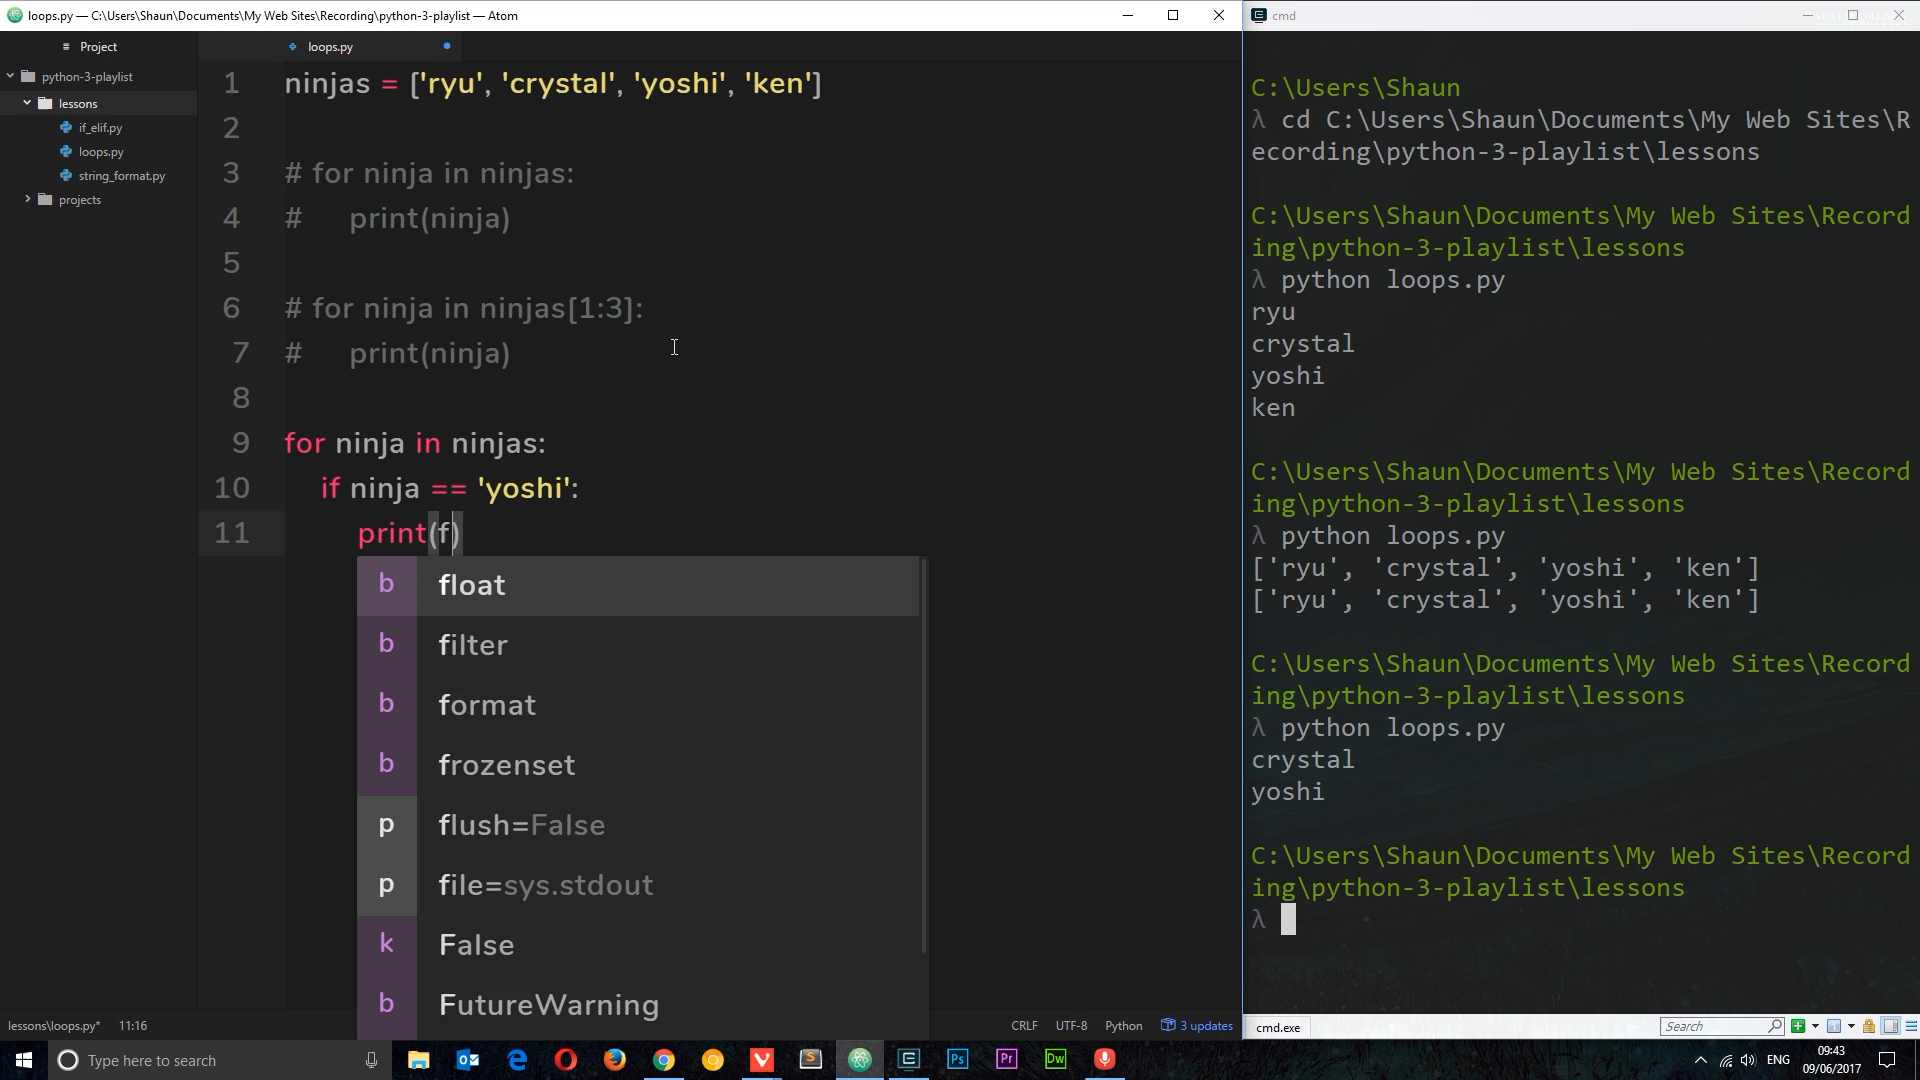 loops.py — C:\Users\Shaun\Documents\My Web Sites\Recording\python-3-playlist — Atom
Project
python-3-playlist
lessons
if_elif.py
loops.py
string_format.py
projects
loops.py
1 ninjas = ['ryu', 'crystal', 'yoshi', 'ken']
2
3 # for ninja in ninjas:
4 #     print(ninja)
5
6 # for ninja in ninjas[1:3]:
7 #     print(ninja)
8
9 for ninja in ninjas:
10     if ninja == 'yoshi':
11         print(f)
b float
b filter
b format
b frozenset
p flush=False
p file=sys.stdout
k False
b FutureWarning
lessons\loops.py* 11:16
CRLF UTF-8 Python 3 updates
cmd
C:\Users\Shaun
λ cd C:\Users\Shaun\Documents\My Web Sites\R
ecording\python-3-playlist\lessons
C:\Users\Shaun\Documents\My Web Sites\Record
ing\python-3-playlist\lessons
λ python loops.py
ryu
crystal
yoshi
ken
C:\Users\Shaun\Documents\My Web Sites\Record
ing\python-3-playlist\lessons
λ python loops.py
['ryu', 'crystal', 'yoshi', 'ken']
['ryu', 'crystal', 'yoshi', 'ken']
C:\Users\Shaun\Documents\My Web Sites\Record
ing\python-3-playlist\lessons
λ python loops.py
crystal
yoshi
C:\Users\Shaun\Documents\My Web Sites\Record
ing\python-3-playlist\lessons
λ
cmd.exe
Search
Type here to search
Ps
Pr
Dw
ENG
09:43
09/06/2017